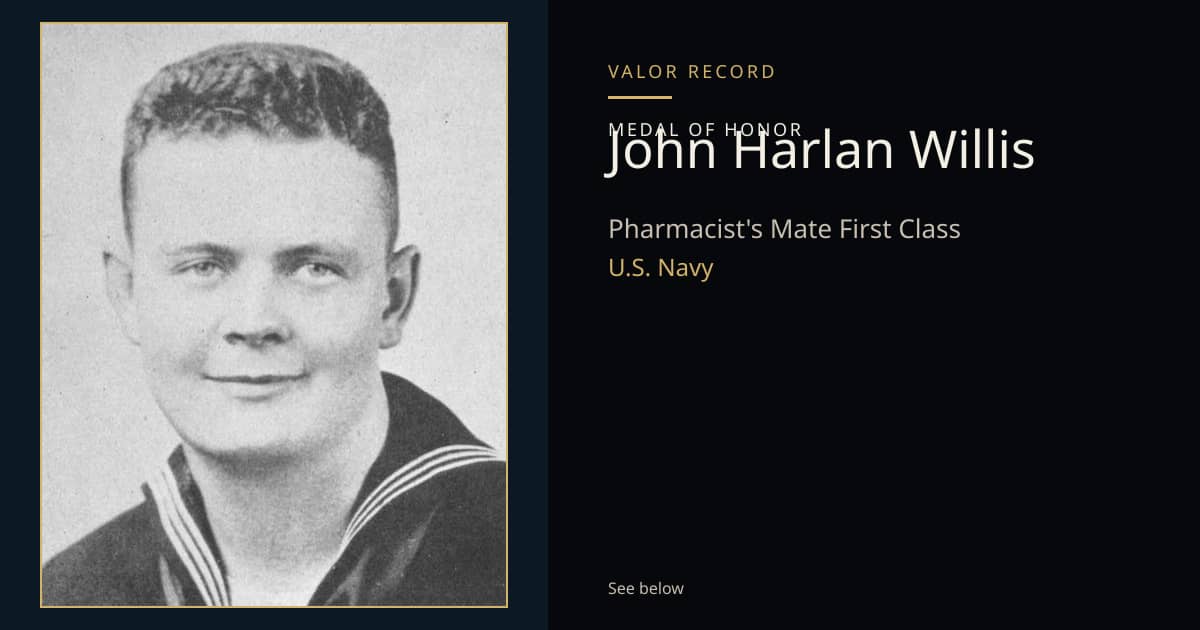 VALOR RECORD
MEDAL OF HONOR
John Harlan Willis
Pharmacist's Mate First Class
U.S. Navy
See below